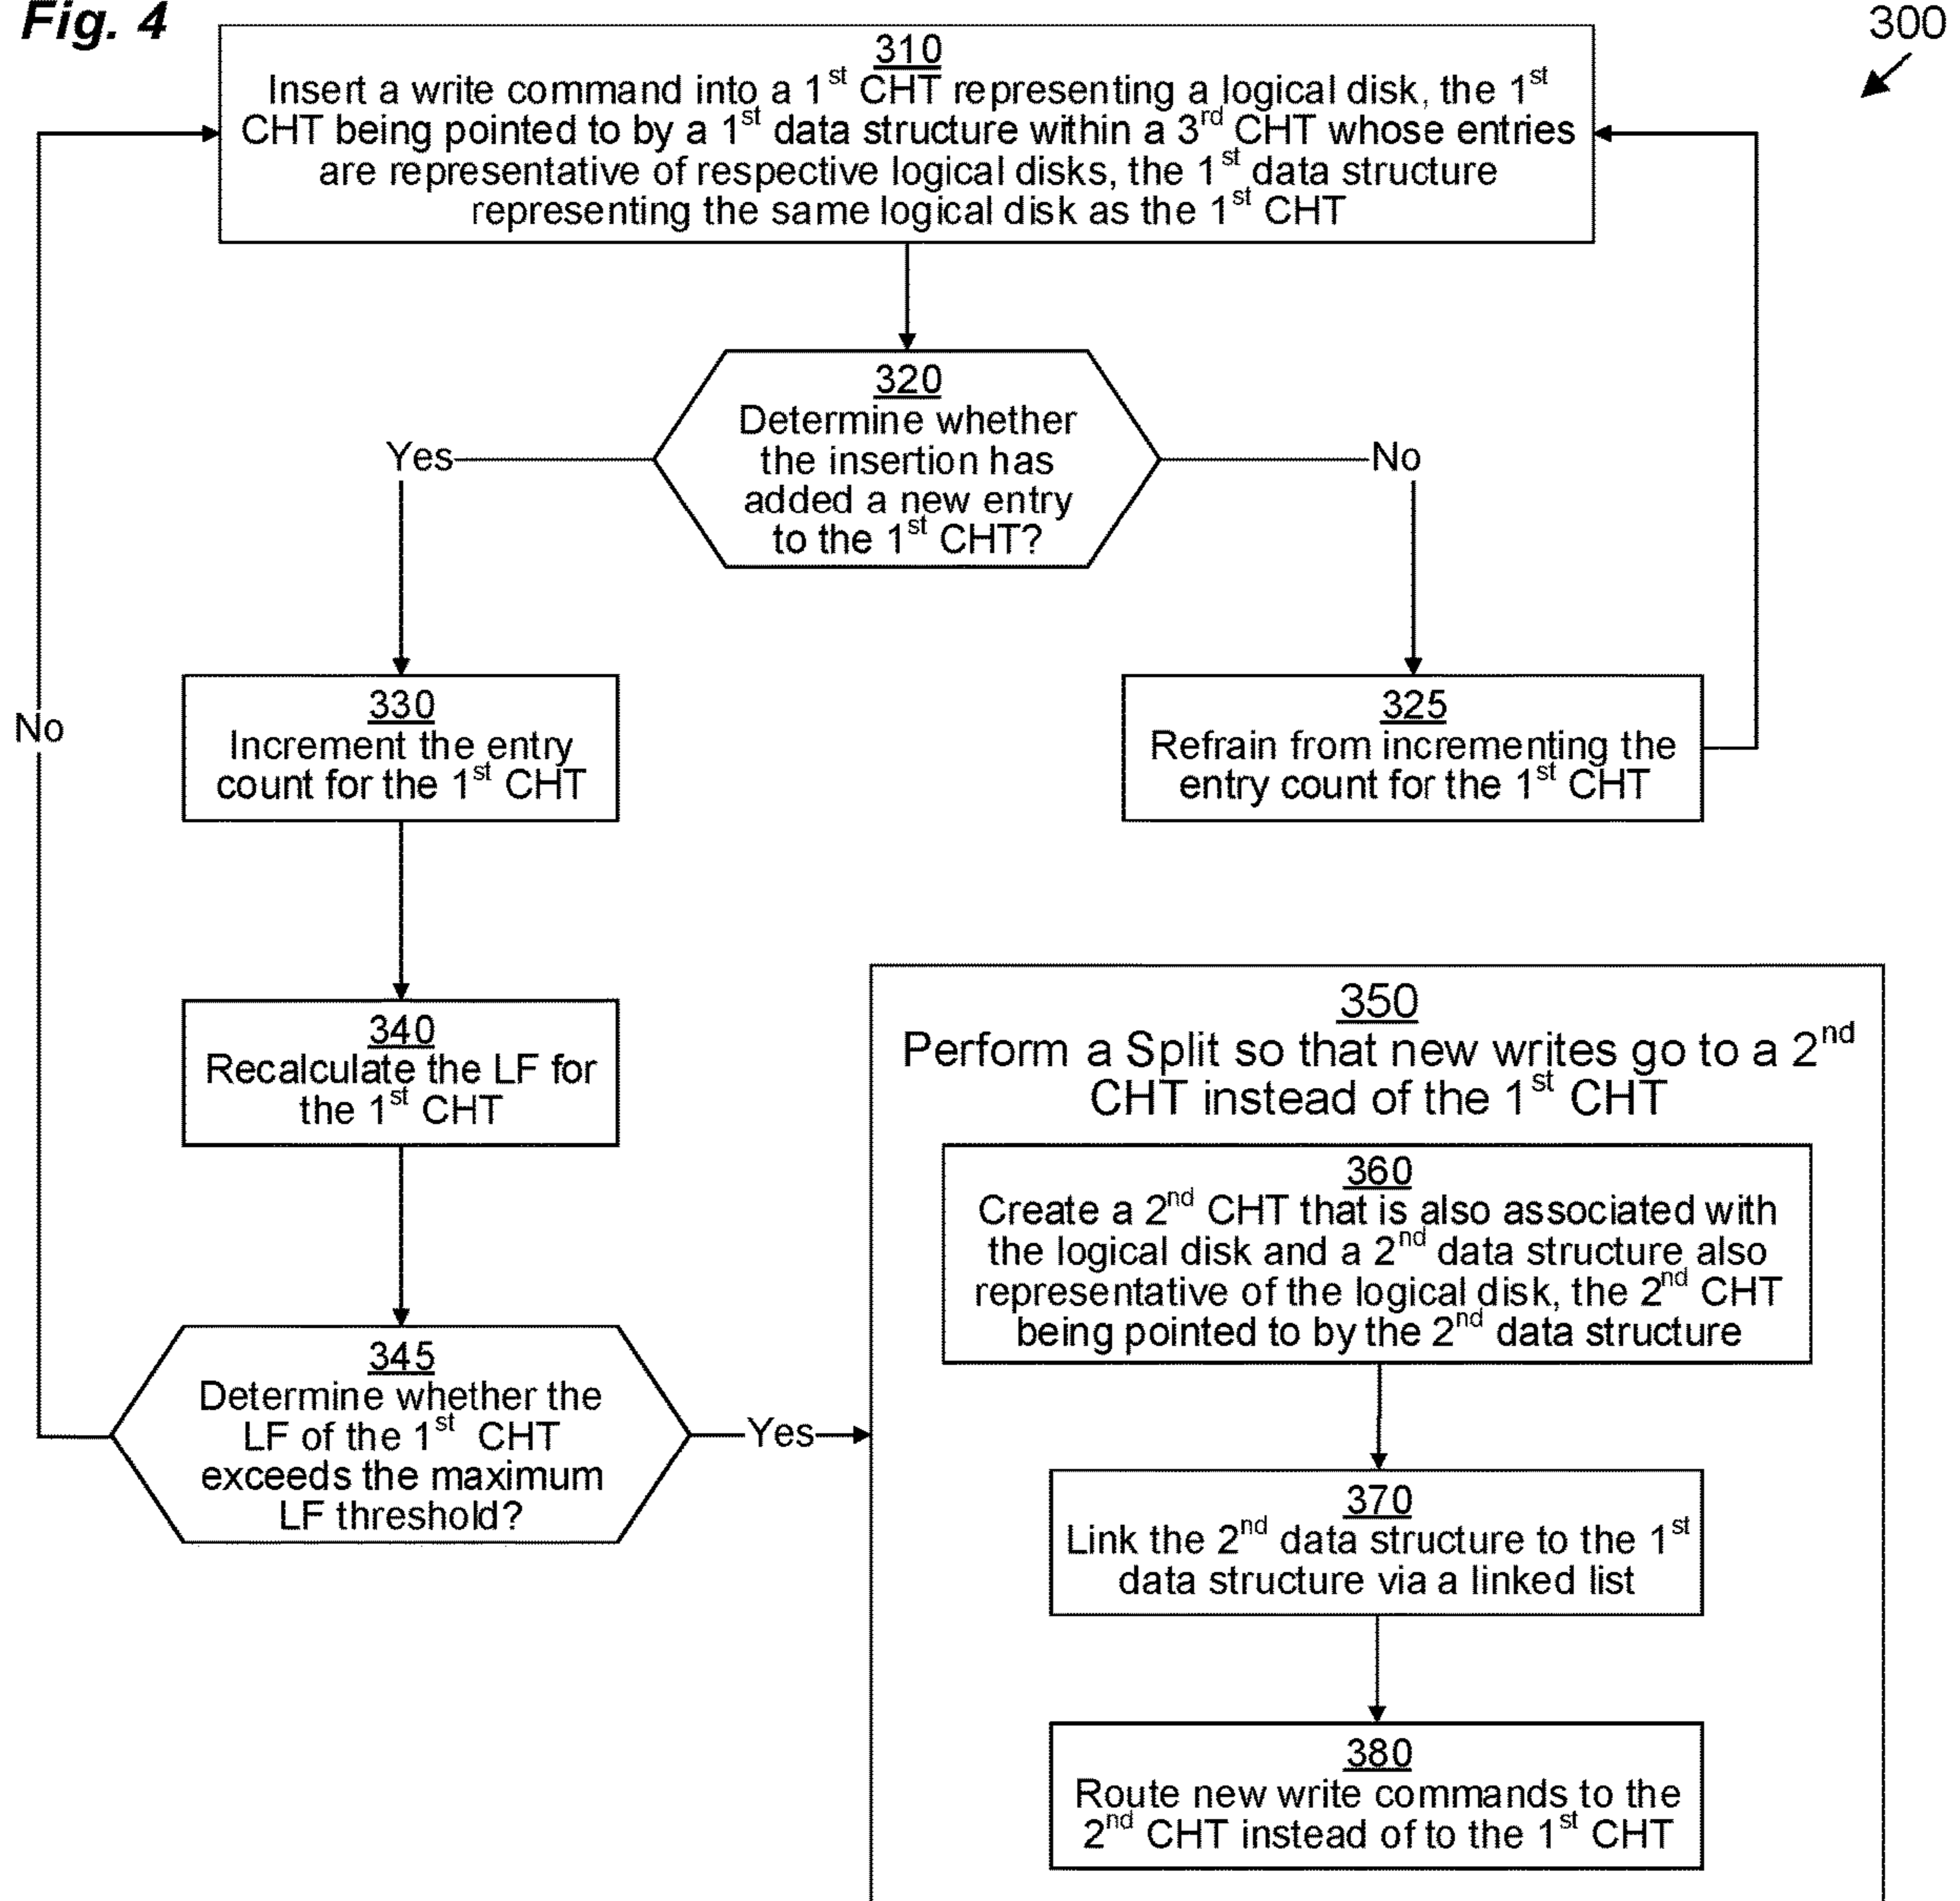 Fig. 4
300
310
Insert a write command into a 1st CHT representing a logical disk, the 1st
CHT being pointed to by a 1st data structure within a 3rd CHT whose entries
are representative of respective logical disks, the 1st data structure
representing the same logical disk as the 1st CHT
320
Determine whether
the insertion has
added a new entry
to the 1st CHT?
Yes
No
330
Increment the entry
count for the 1st CHT
325
Refrain from incrementing the
entry count for the 1st CHT
No
340
Recalculate the LF for
the 1st CHT
345
Determine whether the
LF of the 1st CHT
exceeds the maximum
LF threshold?
Yes
350
Perform a Split so that new writes go to a 2nd
CHT instead of the 1st CHT
360
Create a 2nd CHT that is also associated with
the logical disk and a 2nd data structure also
representative of the logical disk, the 2nd CHT
being pointed to by the 2nd data structure
370
Link the 2nd data structure to the 1st
data structure via a linked list
380
Route new write commands to the
2nd CHT instead of to the 1st CHT